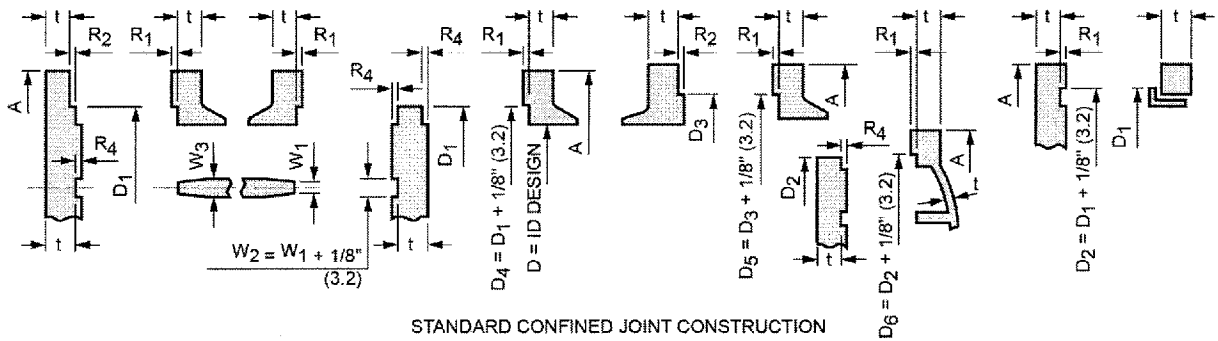 t t t t t t t t
R2 R1 R1 R4 R1 R2 R1 R1 R1
A R4 D1
W3 W1
t
W2 = W1 + 1/8"
(3.2)
R4 D1
D4 = D1 + 1/8" (3.2)
D = ID DESIGN
A
D3
D5 = D3 + 1/8" (3.2)
A
D2
R4
t
D6 = D2 + 1/8" (3.2)
A
t
A
D2 = D1 + 1/8" (3.2)
D1
t
STANDARD CONFINED JOINT CONSTRUCTION